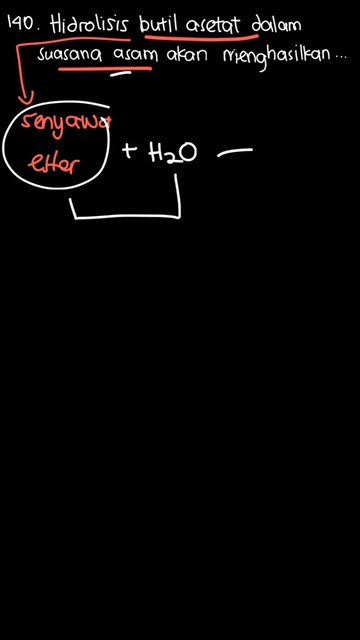 140. Hidrolisis butil asetat dalam
suasana asam akan menghasilkan...
senyawa
ester
+ H₂O —